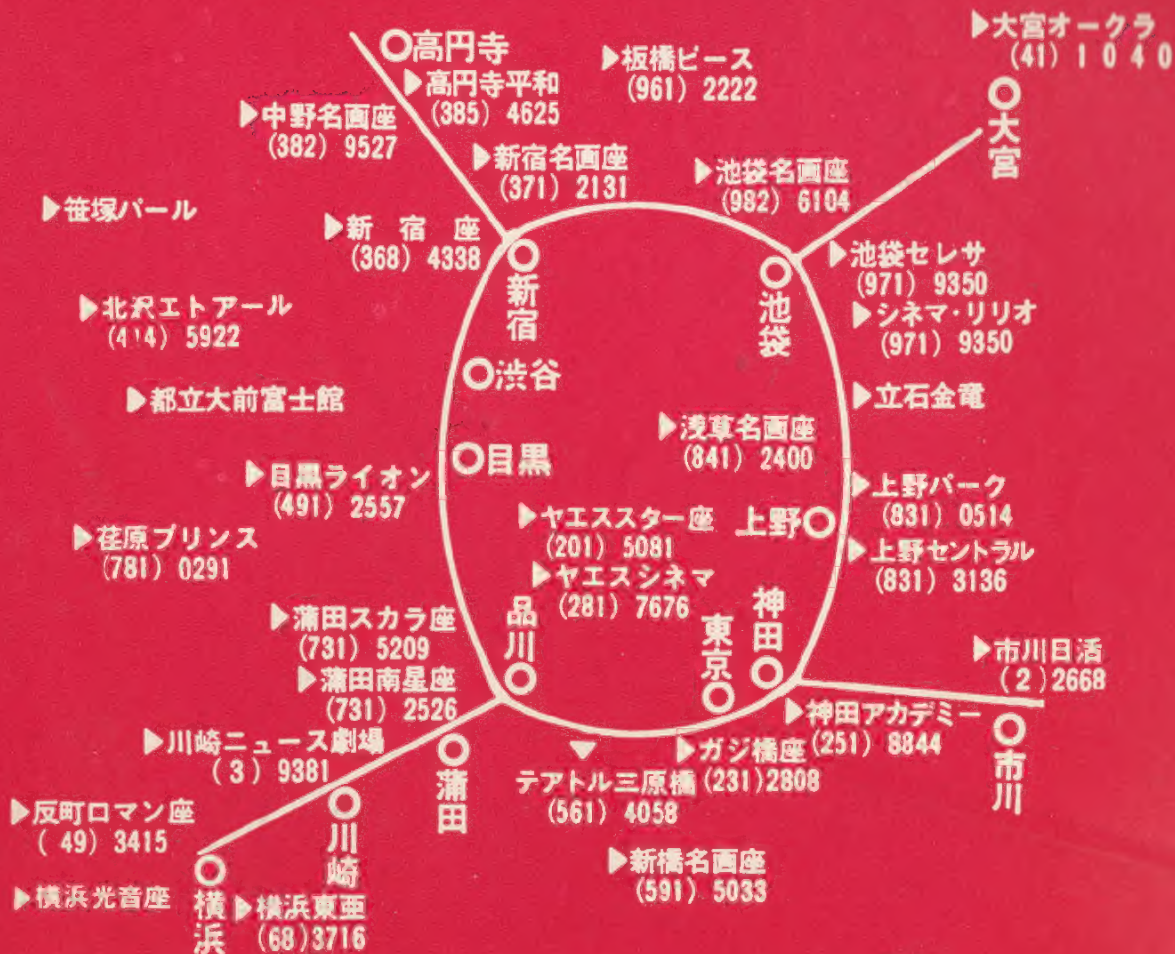 ▶大宮オークラ
(41) 1040
大宮
高円寺
▶高円寺平和
(385) 4625
▶板橋ピース
(961) 2222
▶中野名画座
(382) 9527
▶新宿名画座
(371) 2131
▶池袋名画座
(982) 6104
▶笹塚パール
▶新宿座
(368) 4338
新宿
池袋
▶池袋セレサ
(971) 9350
▶シネマ・リリオ
(971) 9350
▶北沢エトアール
(414) 5922
渋谷
▶都立大前富士館
▶立石金竜
▶浅草名画座
(841) 2400
目黒
▶目黒ライオン
(491) 2557
▶上野パーク
(831) 0514
▶ヤエススター座
(201) 5081
上野
▶荏原プリンス
(781) 0291
▶上野セントラル
(831) 3136
▶ヤエスシネマ
(281) 7676
品川
神田
東京
▶蒲田スカラ座
(731) 5209
▶蒲田南星座
(731) 2526
▶市川日活
(2)2668
市川
▶神田アカデミー
(251) 8844
▶川崎ニュース劇場
(3) 9381
蒲田
▼
テアトル三原橋
(561) 4058
▶ガジ橋座
(231)2808
▶反町ロマン座
(49) 3415
川崎
▶新橋名画座
(591) 5033
▶横浜光音座
横浜
▶横浜東亜
(68)3716